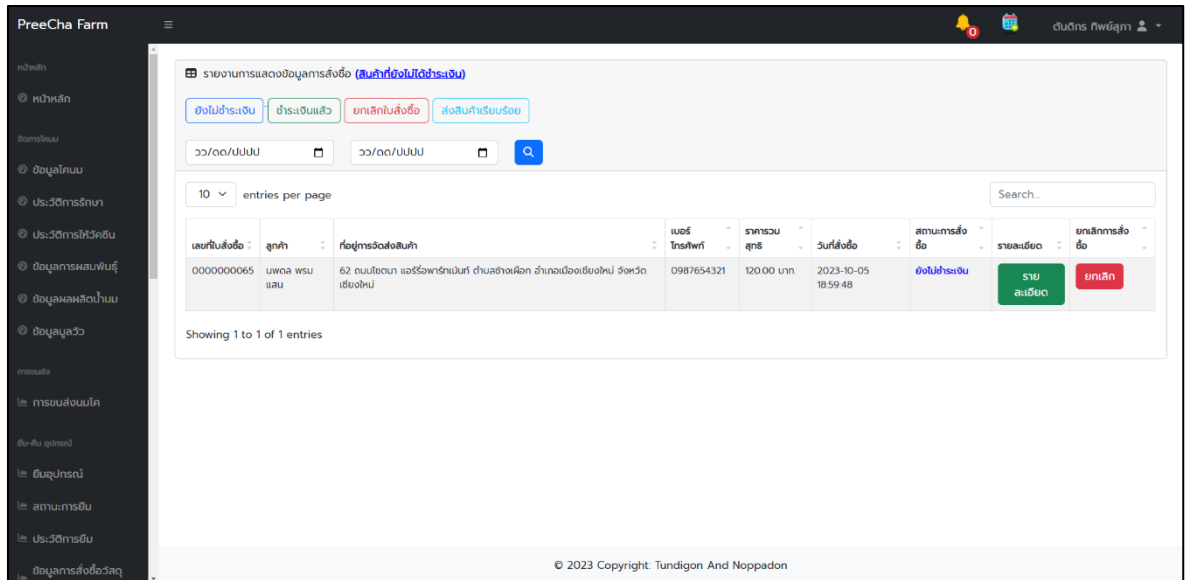 PreeCha Farm
0
ตันติกร ทิพย์สุภา
หน้าหลัก
หน้าหลัก
จัดการโคนม
ข้อมูลโคนม
ประวัติการรักษา
ประวัติการให้วัคซีน
ข้อมูลการผสมพันธุ์
ข้อมูลผลผลิตน้ำนม
ข้อมูลมูลวัว
การขนส่ง
การขนส่งนมโค
ยืม-คืน อุปกรณ์
ยืมอุปกรณ์
สถานะการยืม
ประวัติการยืม
ข้อมูลการสั่งซื้อวัสดุ
รายงานการแสดงข้อมูลการสั่งซื้อ (สินค้าที่ยังไม่ได้ชำระเงิน)
ยังไม่ชำระเงิน ชำระเงินแล้ว ยกเลิกใบสั่งซื้อ ส่งสินค้าเรียบร้อย
วว/ดด/ปปปป วว/ดด/ปปปป
10 entries per page Search...
เลขที่ใบสั่งซื้อ ลูกค้า ที่อยู่การจัดส่งสินค้า เบอร์โทรศัพท์ ราคารวมสุทธิ วันที่สั่งซื้อ สถานะการสั่งซื้อ รายละเอียด ยกเลิกการสั่งซื้อ
0000000065 นพดล พรมแสน 62 ถนนโชตนา แอร์รี่อพาร์ทเม้นท์ ตำบลช้างเผือก อำเภอเมืองเชียงใหม่ จังหวัดเชียงใหม่ 0987654321 120.00 บาท. 2023-10-05 18:59:48 ยังไม่ชำระเงิน รายละเอียด ยกเลิก
Showing 1 to 1 of 1 entries
© 2023 Copyright: Tundigon And Noppadon